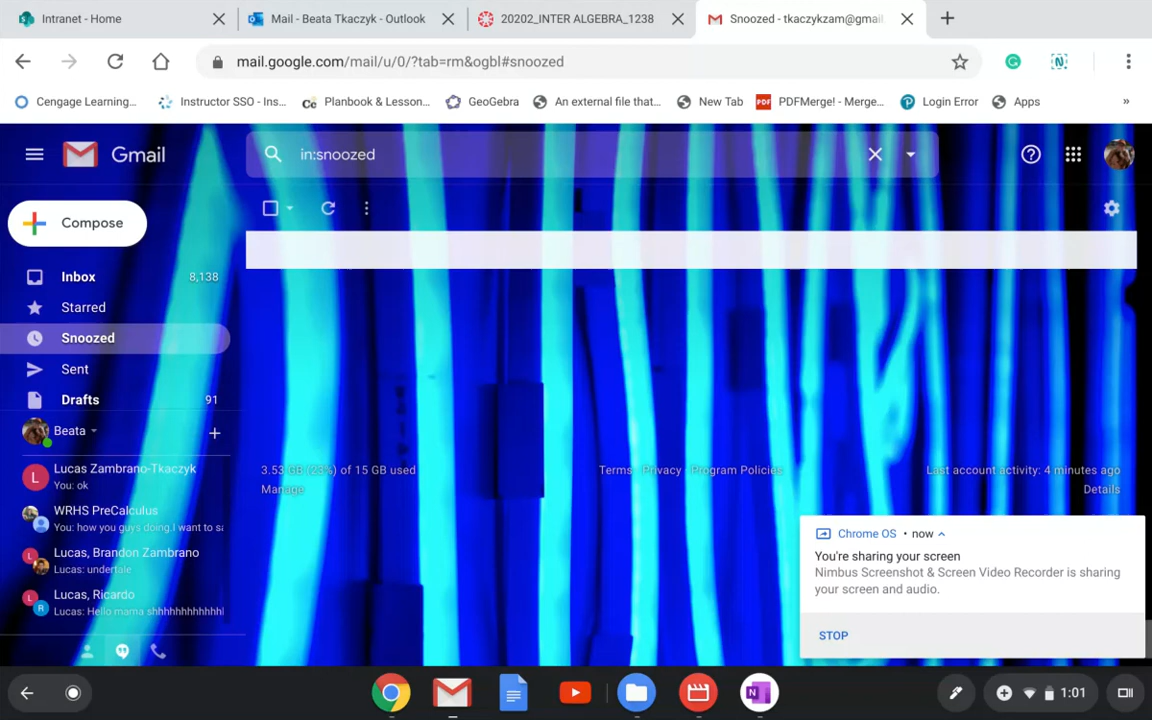 Intranet - Home
Mail - Beata Tkaczyk - Outlook
20202_INTER ALGEBRA_1238
Snoozed - tkaczykzam@gmai
mail.google.com/mail/u/0/?tab=rm&ogbl#snoozed
Cengage Learning...
Instructor SSO - Ins...
Planbook & Lesson...
GeoGebra
An external file that...
New Tab
PDF
PDFMerge! - Merge...
Login Error
Apps
»
Gmail
in:snoozed
Compose
Inbox
8,138
Starred
Snoozed
Sent
Drafts
91
Beata
Lucas Zambrano-Tkaczyk
You: ok
WRHS PreCalculus
You: how you guys doing I want to sa
Lucas, Brandon Zambrano
Lucas: undertale
Lucas, Ricardo
Lucas: Hello mama shhhhhhhhhhhhl
3.53 GB (23%) of 15 GB used
Manage
Terms · Privacy · Program Policies
Last account activity: 4 minutes ago
Details
Chrome OS • now
You're sharing your screen
Nimbus Screenshot & Screen Video Recorder is sharing
your screen and audio.
STOP
1:01